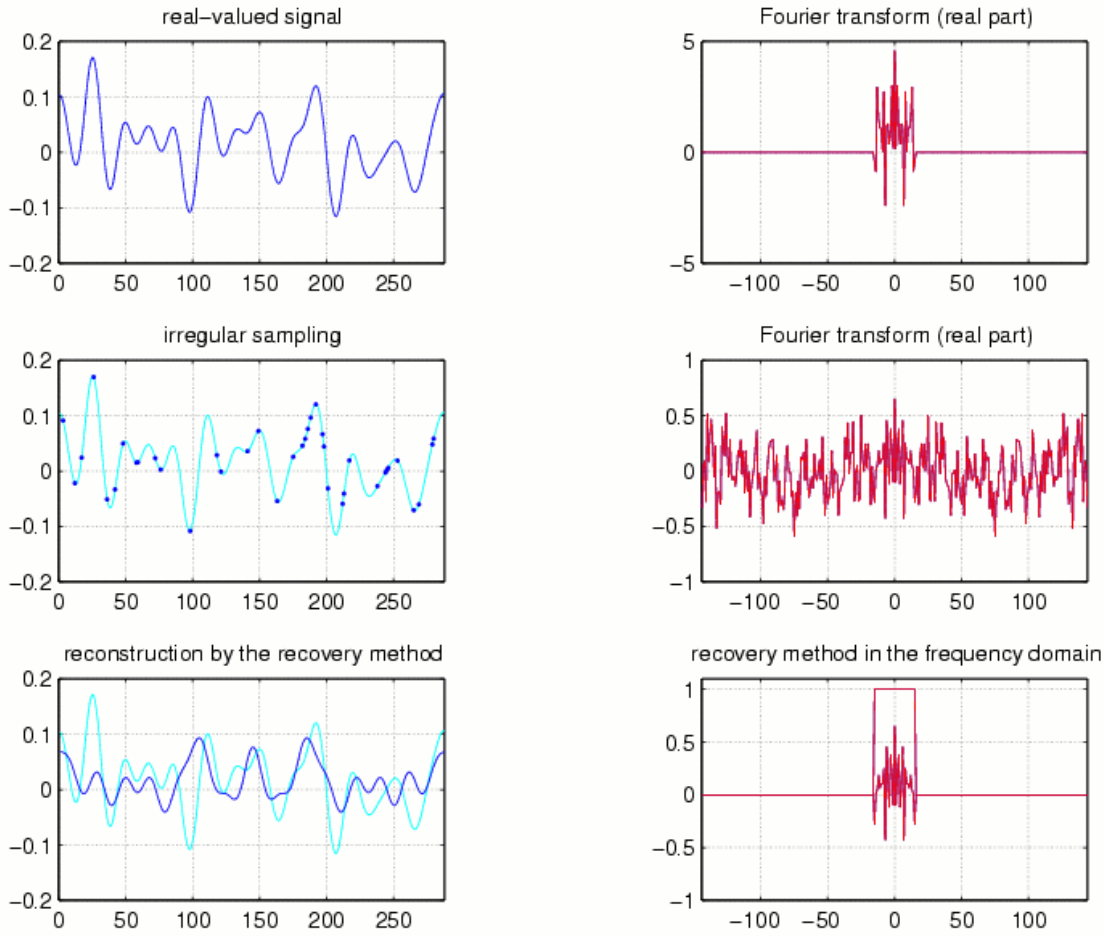 real-valued signal
0.2
0.1
0
-0.1
-0.2
0 50 100 150 200 250
Fourier transform (real part)
5
0
-5
-100 -50 0 50 100
irregular sampling
0.2
0.1
0
-0.1
-0.2
0 50 100 150 200 250
Fourier transform (real part)
1
0.5
0
-0.5
-1
-100 -50 0 50 100
reconstruction by the recovery method
0.2
0.1
0
-0.1
-0.2
0 50 100 150 200 250
recovery method in the frequency domain
1
0.5
0
-0.5
-1
-100 -50 0 50 100